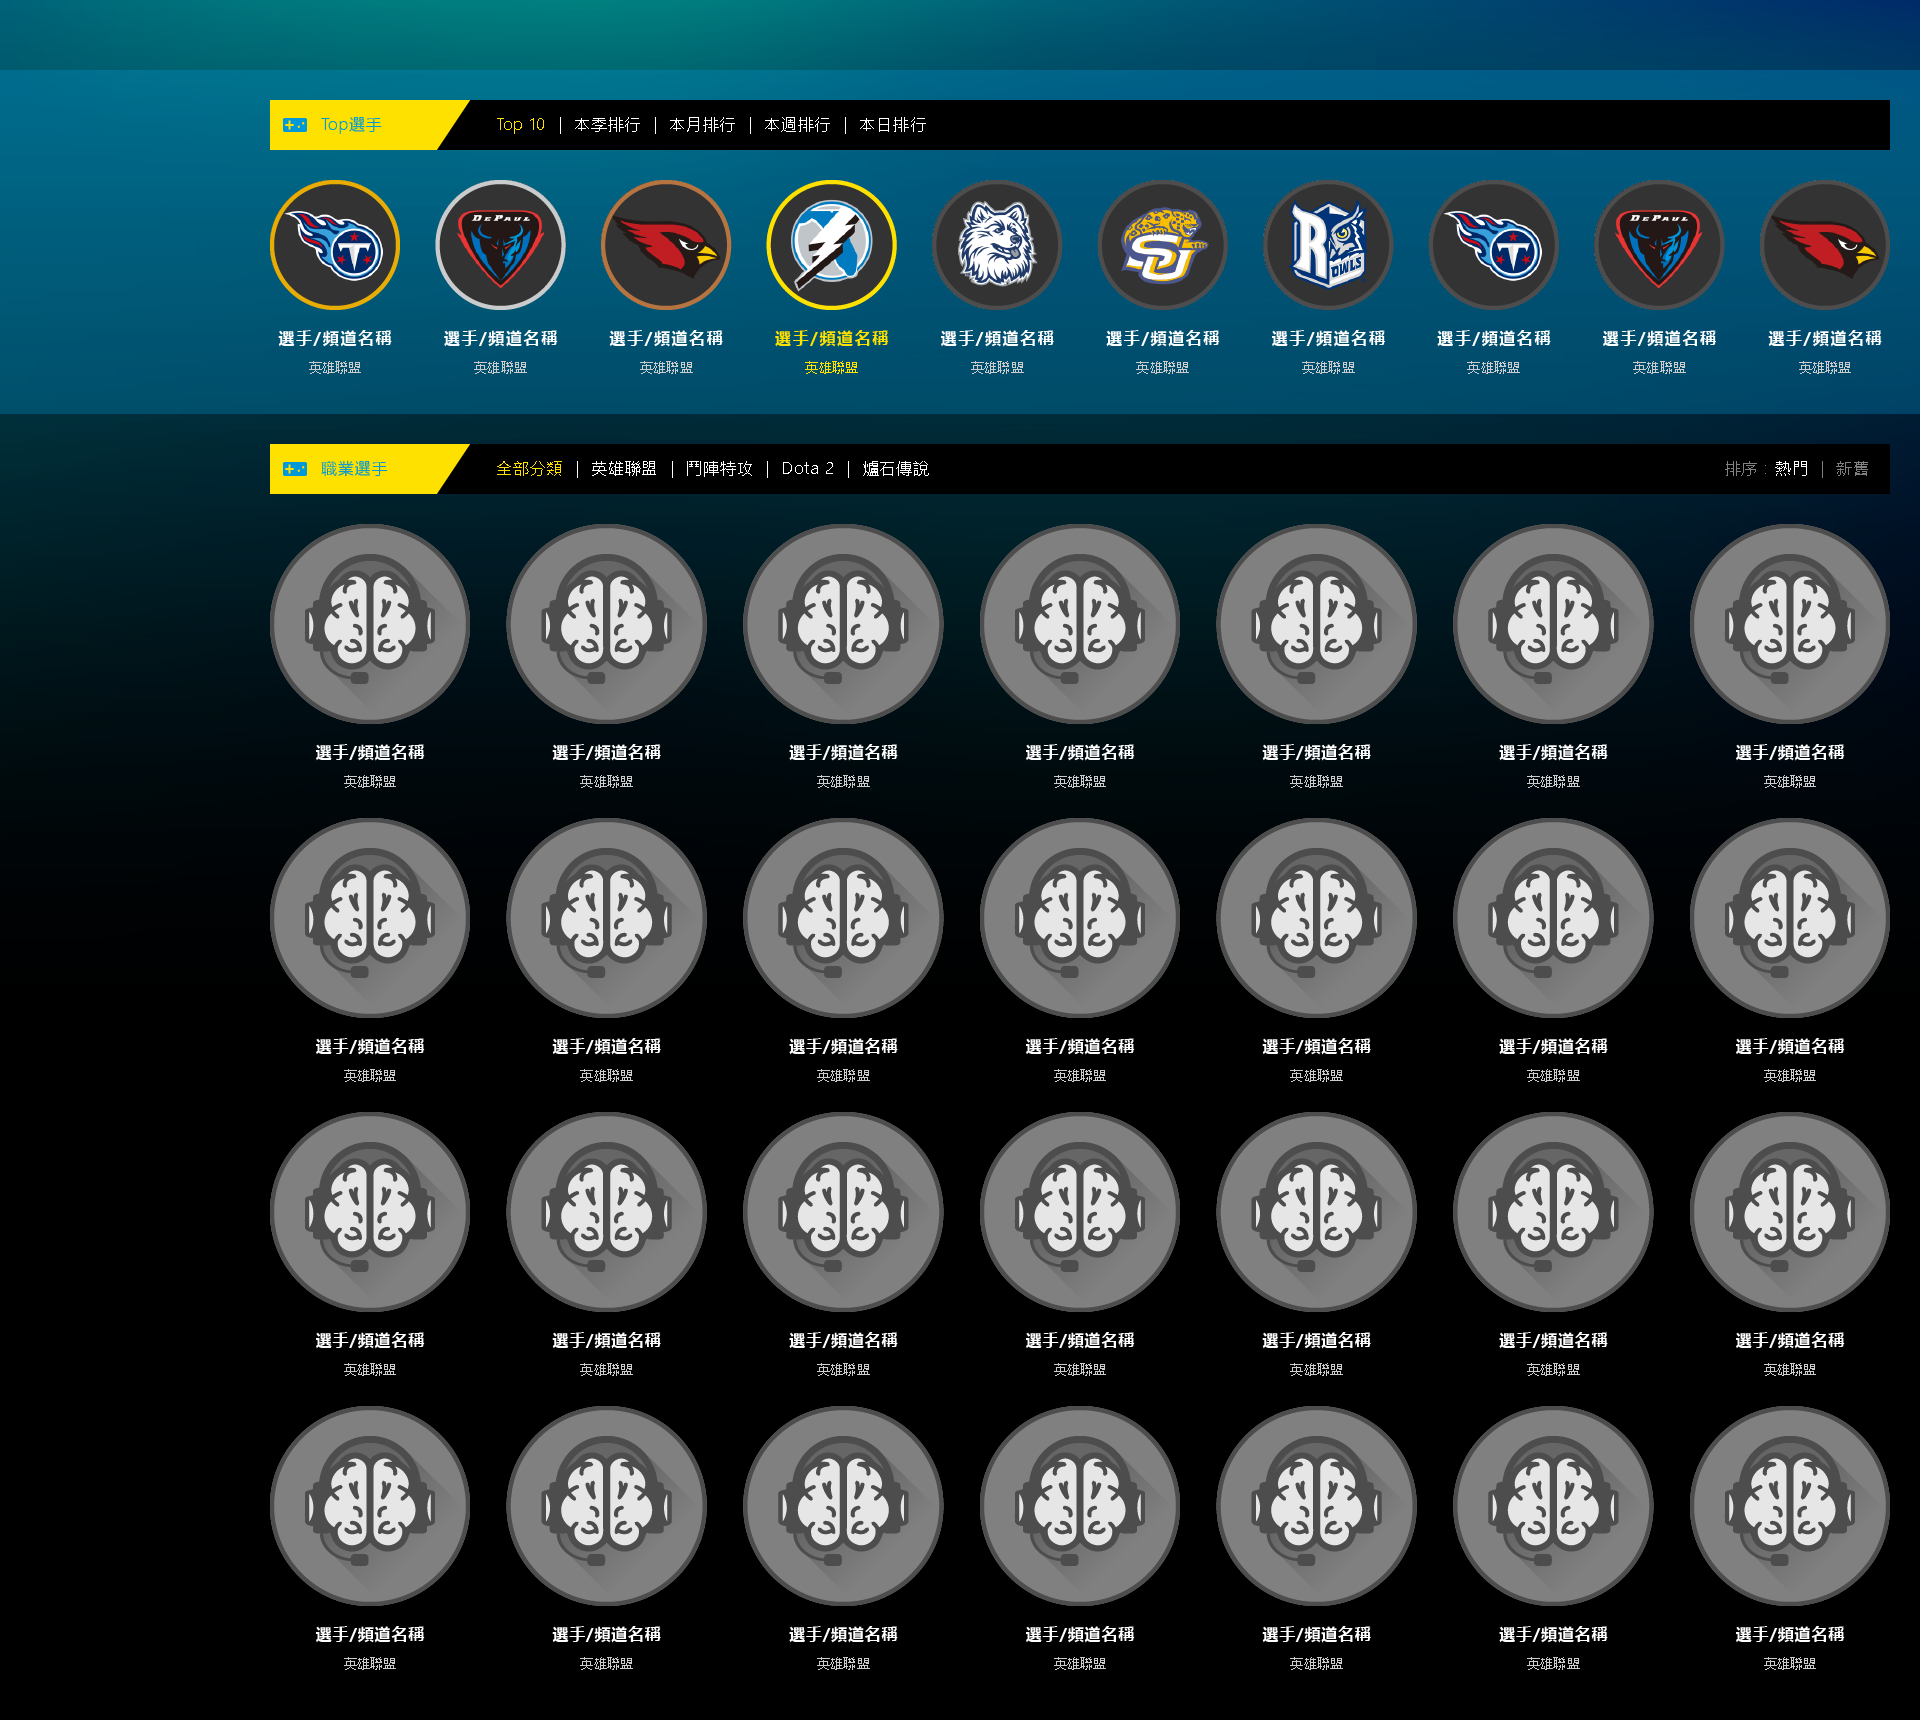 Top選手
Top 10 | 本季排行 | 本月排行 | 本週排行 | 本日排行
DEPAUL
R OWLS
DEPAUL
選手/頻道名稱 選手/頻道名稱 選手/頻道名稱 選手/頻道名稱 選手/頻道名稱 選手/頻道名稱 選手/頻道名稱 選手/頻道名稱 選手/頻道名稱 選手/頻道名稱
英雄聯盟 英雄聯盟 英雄聯盟 英雄聯盟 英雄聯盟 英雄聯盟 英雄聯盟 英雄聯盟 英雄聯盟 英雄聯盟
職業選手
全部分類 | 英雄聯盟 | 鬥陣特攻 | Dota 2 | 爐石傳說
排序 : 熱門 | 新舊
選手/頻道名稱 選手/頻道名稱 選手/頻道名稱 選手/頻道名稱 選手/頻道名稱 選手/頻道名稱 選手/頻道名稱
英雄聯盟 英雄聯盟 英雄聯盟 英雄聯盟 英雄聯盟 英雄聯盟 英雄聯盟
選手/頻道名稱 選手/頻道名稱 選手/頻道名稱 選手/頻道名稱 選手/頻道名稱 選手/頻道名稱 選手/頻道名稱
英雄聯盟 英雄聯盟 英雄聯盟 英雄聯盟 英雄聯盟 英雄聯盟 英雄聯盟
選手/頻道名稱 選手/頻道名稱 選手/頻道名稱 選手/頻道名稱 選手/頻道名稱 選手/頻道名稱 選手/頻道名稱
英雄聯盟 英雄聯盟 英雄聯盟 英雄聯盟 英雄聯盟 英雄聯盟 英雄聯盟
選手/頻道名稱 選手/頻道名稱 選手/頻道名稱 選手/頻道名稱 選手/頻道名稱 選手/頻道名稱 選手/頻道名稱
英雄聯盟 英雄聯盟 英雄聯盟 英雄聯盟 英雄聯盟 英雄聯盟 英雄聯盟